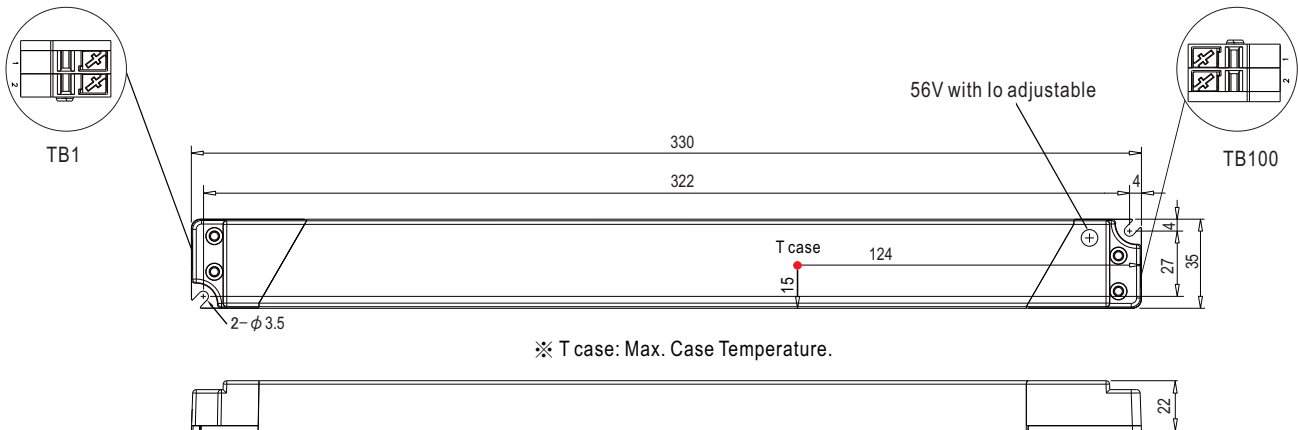 1
2
TB1
1
2
TB100
56V with Io adjustable
330
322
4
4
27
35
T case
124
15
2-ϕ3.5
※ T case: Max. Case Temperature.
22